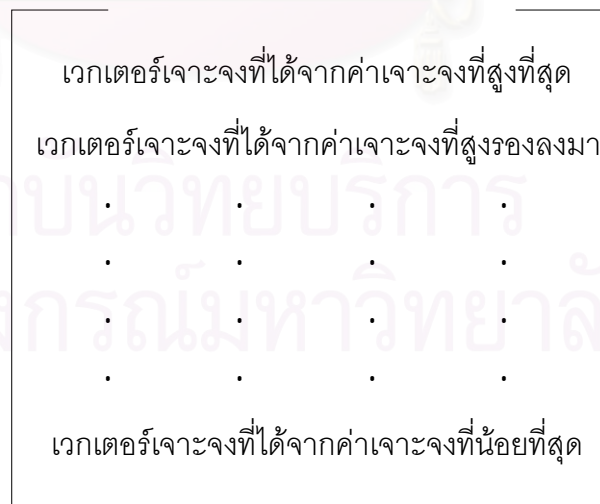 เวกเตอร์เจาะจงที่ได้จากค่าเจาะจงที่สูงที่สุด
เวกเตอร์เจาะจงที่ได้จากค่าเจาะจงที่สูงรองลงมา
. . . .
. . . .
. . . .
. . . .
เวกเตอร์เจาะจงที่ได้จากค่าเจาะจงที่น้อยที่สุด